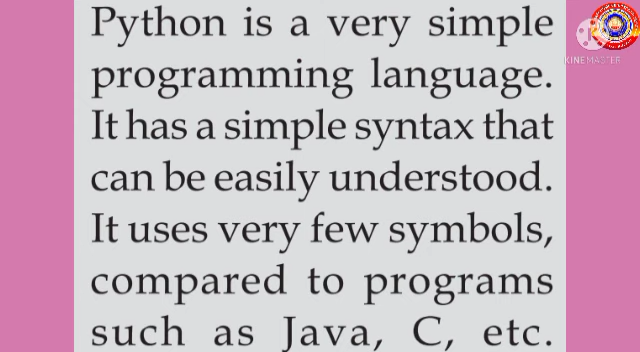 Python is a very simple
programming language.
It has a simple syntax that
can be easily understood.
It uses very few symbols,
compared to programs
such as Java, C, etc.
KINEMASTER